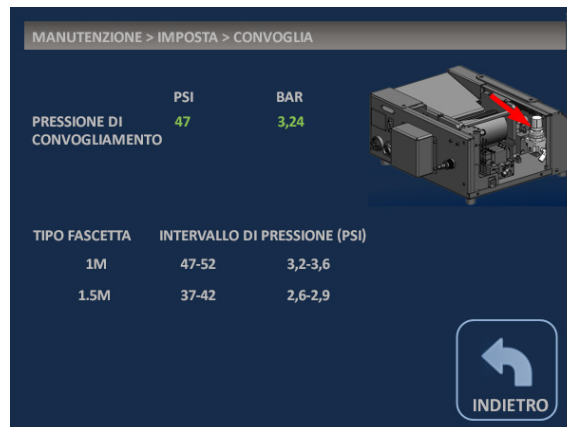 MANUTENZIONE > IMPOSTA > CONVOGLIA
PSI BAR
PRESSIONE DI 47 3,24
CONVOGLIAMENTO
TIPO FASCETTA INTERVALLO DI PRESSIONE (PSI)
1M 47-52 3,2-3,6
1.5M 37-42 2,6-2,9
INDIETRO